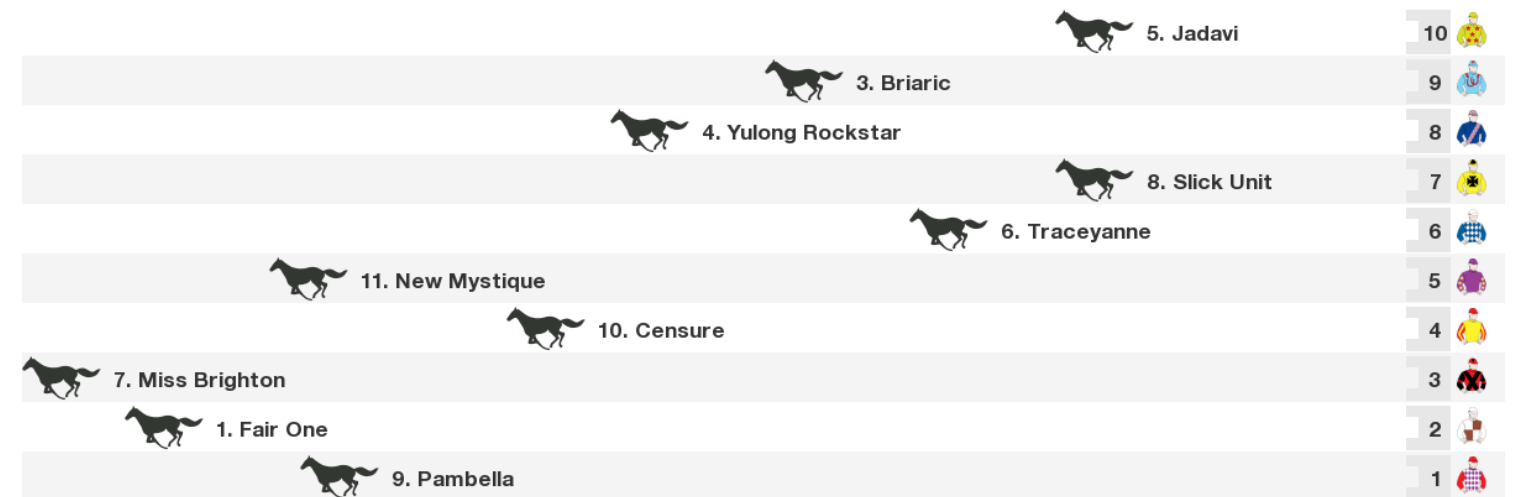 5. Jadavi 10
3. Briaric 9
4. Yulong Rockstar 8
8. Slick Unit 7
6. Traceyanne 6
11. New Mystique 5
10. Censure 4
7. Miss Brighton 3
1. Fair One 2
9. Pambella 1